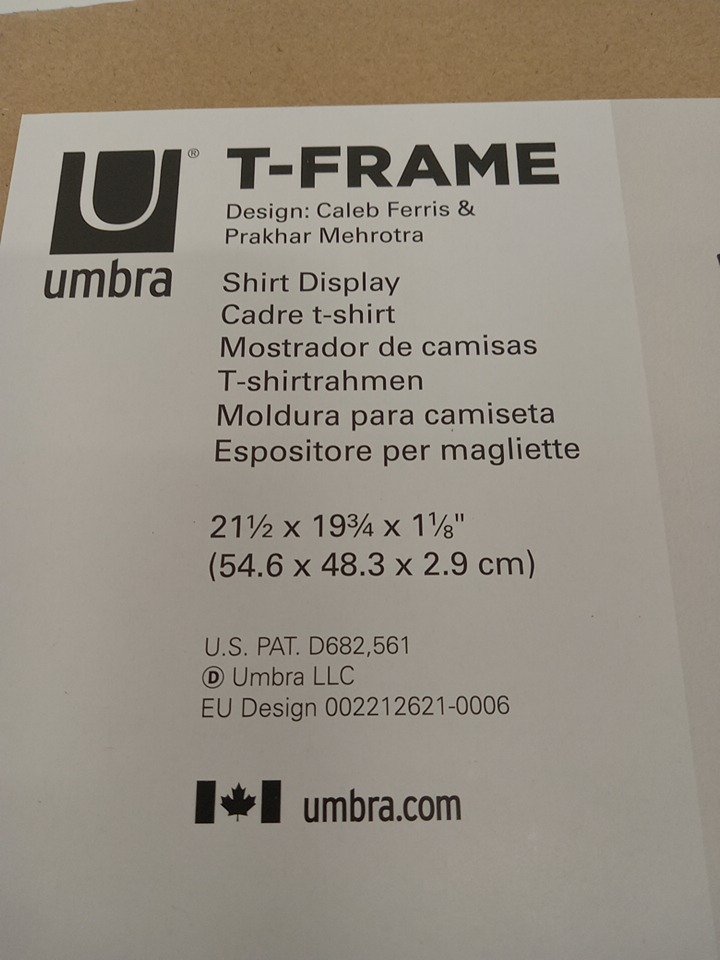 U®
umbra
T-FRAME
Design: Caleb Ferris &
Prakhar Mehrotra
Shirt Display
Cadre t-shirt
Mostrador de camisas
T-shirtrahmen
Moldura para camiseta
Espositore per magliette
21½ x 19¾ x 1⅛"
(54.6 x 48.3 x 2.9 cm)
U.S. PAT. D682,561
Ⓓ Umbra LLC
EU Design 002212621-0006
umbra.com